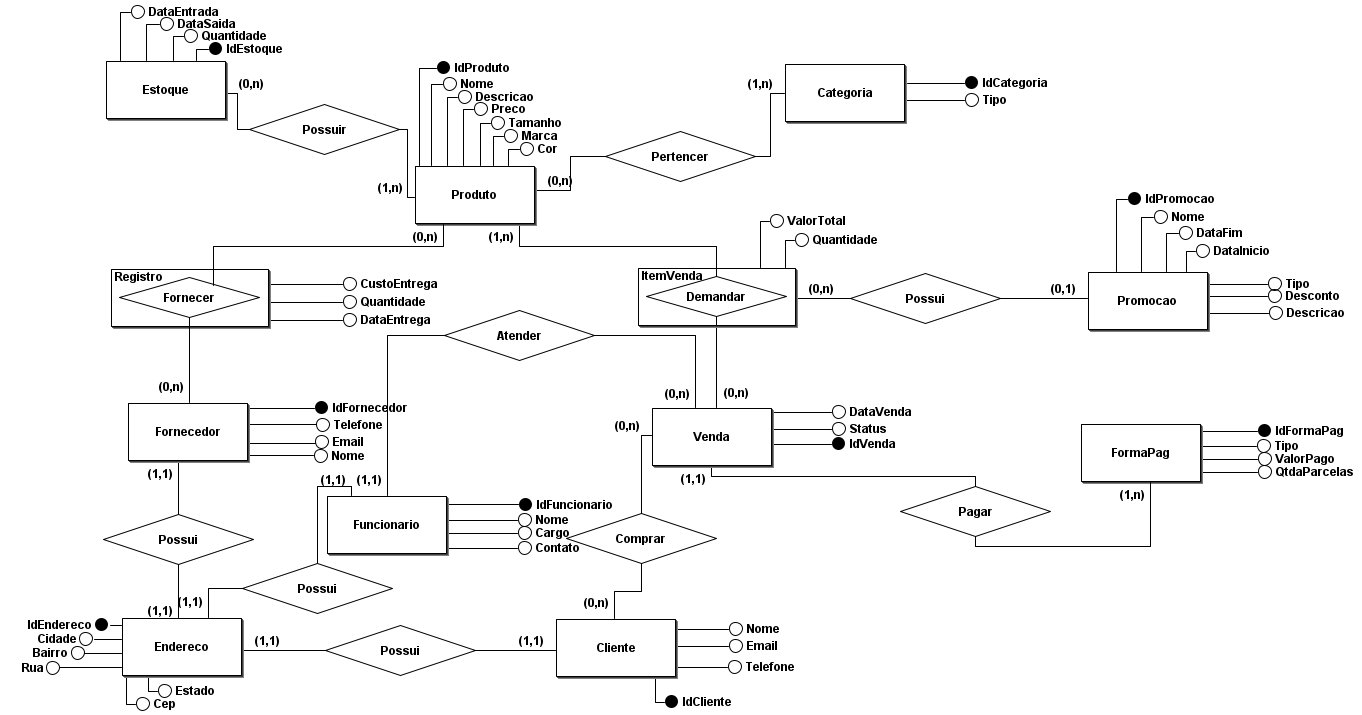 DataEntrada
DataSaida
Quantidade
IdEstoque
Estoque
(0,n)
Possuir
(1,n)
IdProduto
Nome
Descricao
Preco
Tamanho
Marca
Cor
Produto
(0,n)
Pertencer
(1,n)
Categoria
IdCategoria
Tipo
(0,n)
(1,n)
Registro
Fornecer
CustoEntrega
Quantidade
DataEntrega
ValorTotal
Quantidade
ItemVenda
Demandar
(0,n)
Possui
(0,1)
IdPromocao
Nome
DataFim
DataInicio
Promocao
Tipo
Desconto
Descricao
Atender
(0,n)
(0,n)
(0,n)
Fornecedor
IdFornecedor
Telefone
Email
Nome
(0,n)
Venda
DataVenda
Status
IdVenda
FormaPag
IdFormaPag
Tipo
ValorPago
QtdaParcelas
(1,1)
(1,1)
(1,1)
(1,1)
(1,n)
Funcionario
IdFuncionario
Nome
Cargo
Contato
Pagar
Possui
Comprar
Possui
(1,1)
(1,1)
(0,n)
IdEndereco
Cidade
Bairro
Rua
Endereco
Estado
Cep
(1,1)
Possui
(1,1)
Cliente
Nome
Email
Telefone
IdCliente